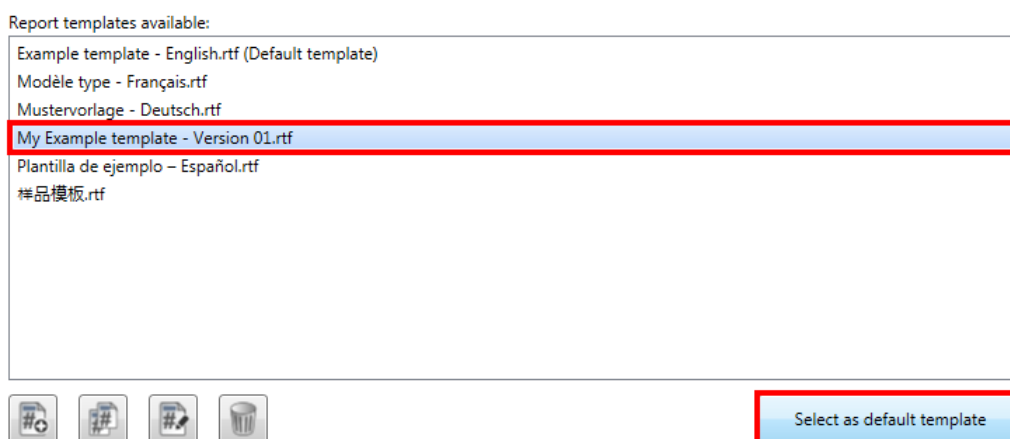 Report templates available:
Example template - English.rtf (Default template)
Modèle type - Français.rtf
Mustervorlage - Deutsch.rtf
My Example template - Version 01.rtf
Plantilla de ejemplo – Español.rtf
样品模板.rtf
Select as default template